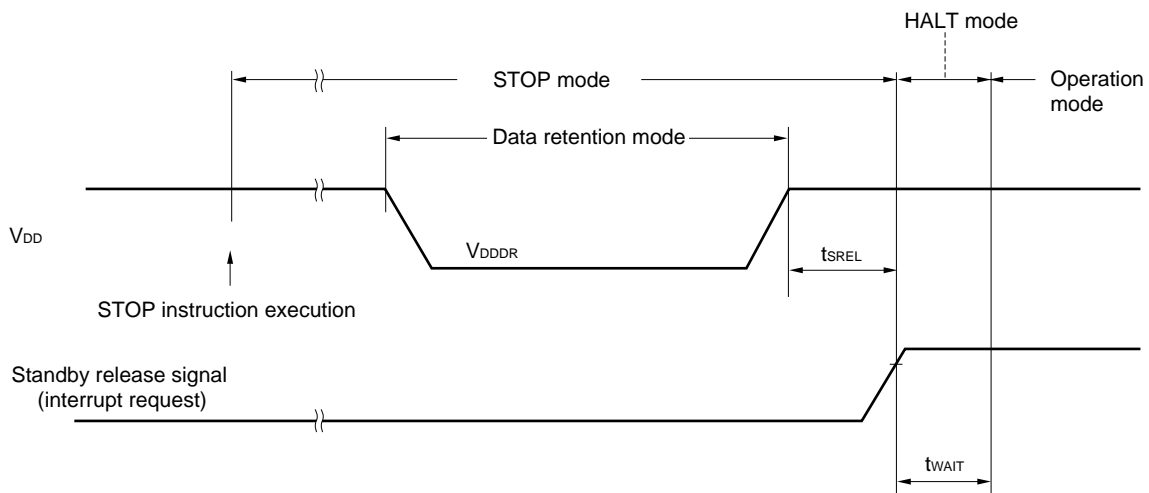 HALT mode
STOP mode
Operation
mode
Data retention mode
VDD
VDDDR
tSREL
STOP instruction execution
Standby release signal
(interrupt request)
tWAIT